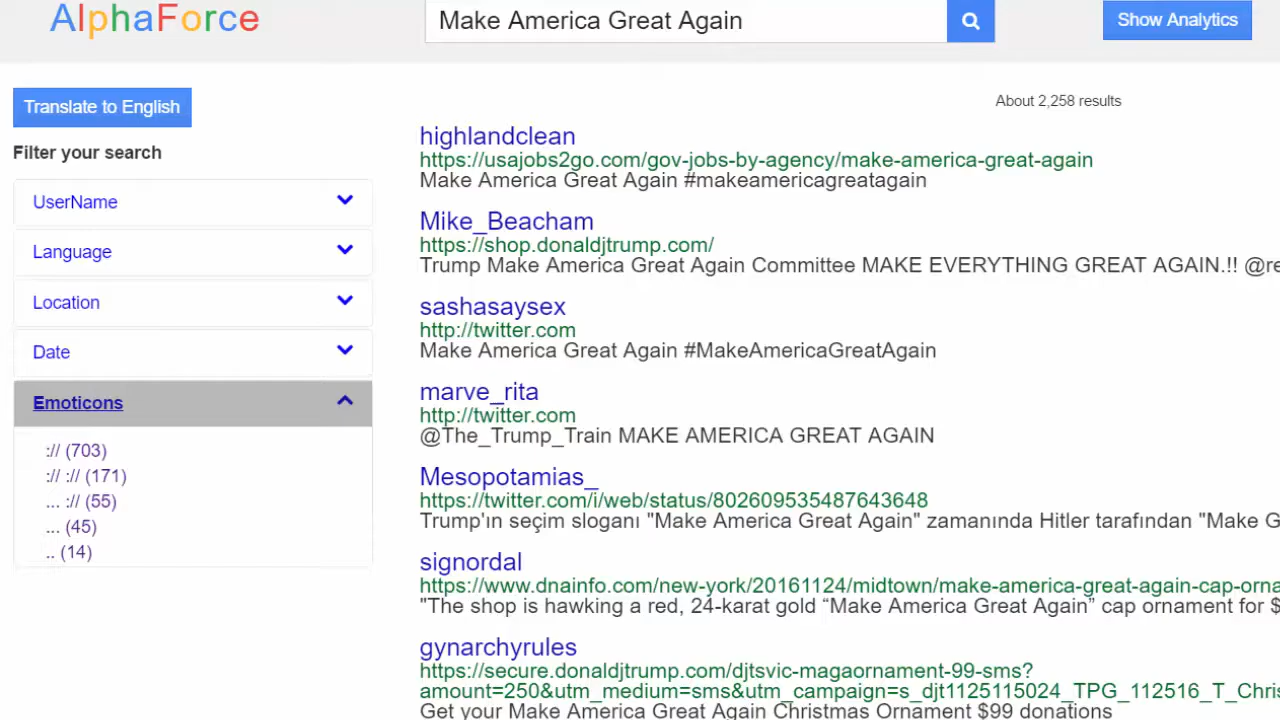 AlphaForce
Make America Great Again
Show Analytics
Translate to English
About 2,258 results
Filter your search
UserName
Language
Location
Date
Emoticons
:// (703)
:// :// (171)
... :// (55)
... (45)
.. (14)
highlandclean
https://usajobs2go.com/gov-jobs-by-agency/make-america-great-again
Make America Great Again #makeamericagreatagain
Mike_Beacham
https://shop.donaldjtrump.com/
Trump Make America Great Again Committee MAKE EVERYTHING GREAT AGAIN.!! @re
sashasaysex
http://twitter.com
Make America Great Again #MakeAmericaGreatAgain
marve_rita
http://twitter.com
@The_Trump_Train MAKE AMERICA GREAT AGAIN
Mesopotamias_
https://twitter.com/i/web/status/802609535487643648
Trump'ın seçim sloganı "Make America Great Again" zamanında Hitler tarafından "Make G
signordal
https://www.dnainfo.com/new-york/20161124/midtown/make-america-great-again-cap-orna
"The shop is hawking a red, 24-karat gold “Make America Great Again” cap ornament for $
gynarchyrules
https://secure.donaldjtrump.com/djtsvic-magaornament-99-sms?
amount=250&utm_medium=sms&utm_campaign=s_djt1125115024_TPG_112516_T_Chris
Get your Make America Great Again Christmas Ornament $99 donations